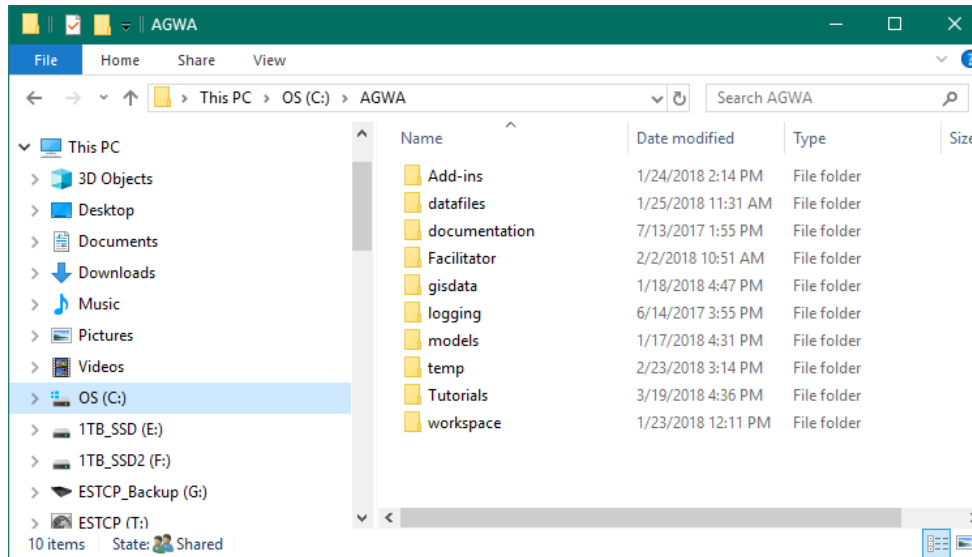 AGWA
File Home Share View
This PC > OS (C:) > AGWA Search AGWA
This PC
3D Objects
Desktop
Documents
Downloads
Music
Pictures
Videos
OS (C:)
1TB_SSD (E:)
1TB_SSD2 (F:)
ESTCP_Backup (G:)
ESTCP (T:)
Name Date modified Type Size
Add-ins 1/24/2018 2:14 PM File folder
datafiles 1/25/2018 11:31 AM File folder
documentation 7/13/2017 1:55 PM File folder
Facilitator 2/2/2018 10:51 AM File folder
gisdata 1/18/2018 4:47 PM File folder
logging 6/14/2017 3:55 PM File folder
models 1/17/2018 4:31 PM File folder
temp 2/23/2018 3:14 PM File folder
Tutorials 3/19/2018 4:36 PM File folder
workspace 1/23/2018 12:11 PM File folder
10 items State: Shared